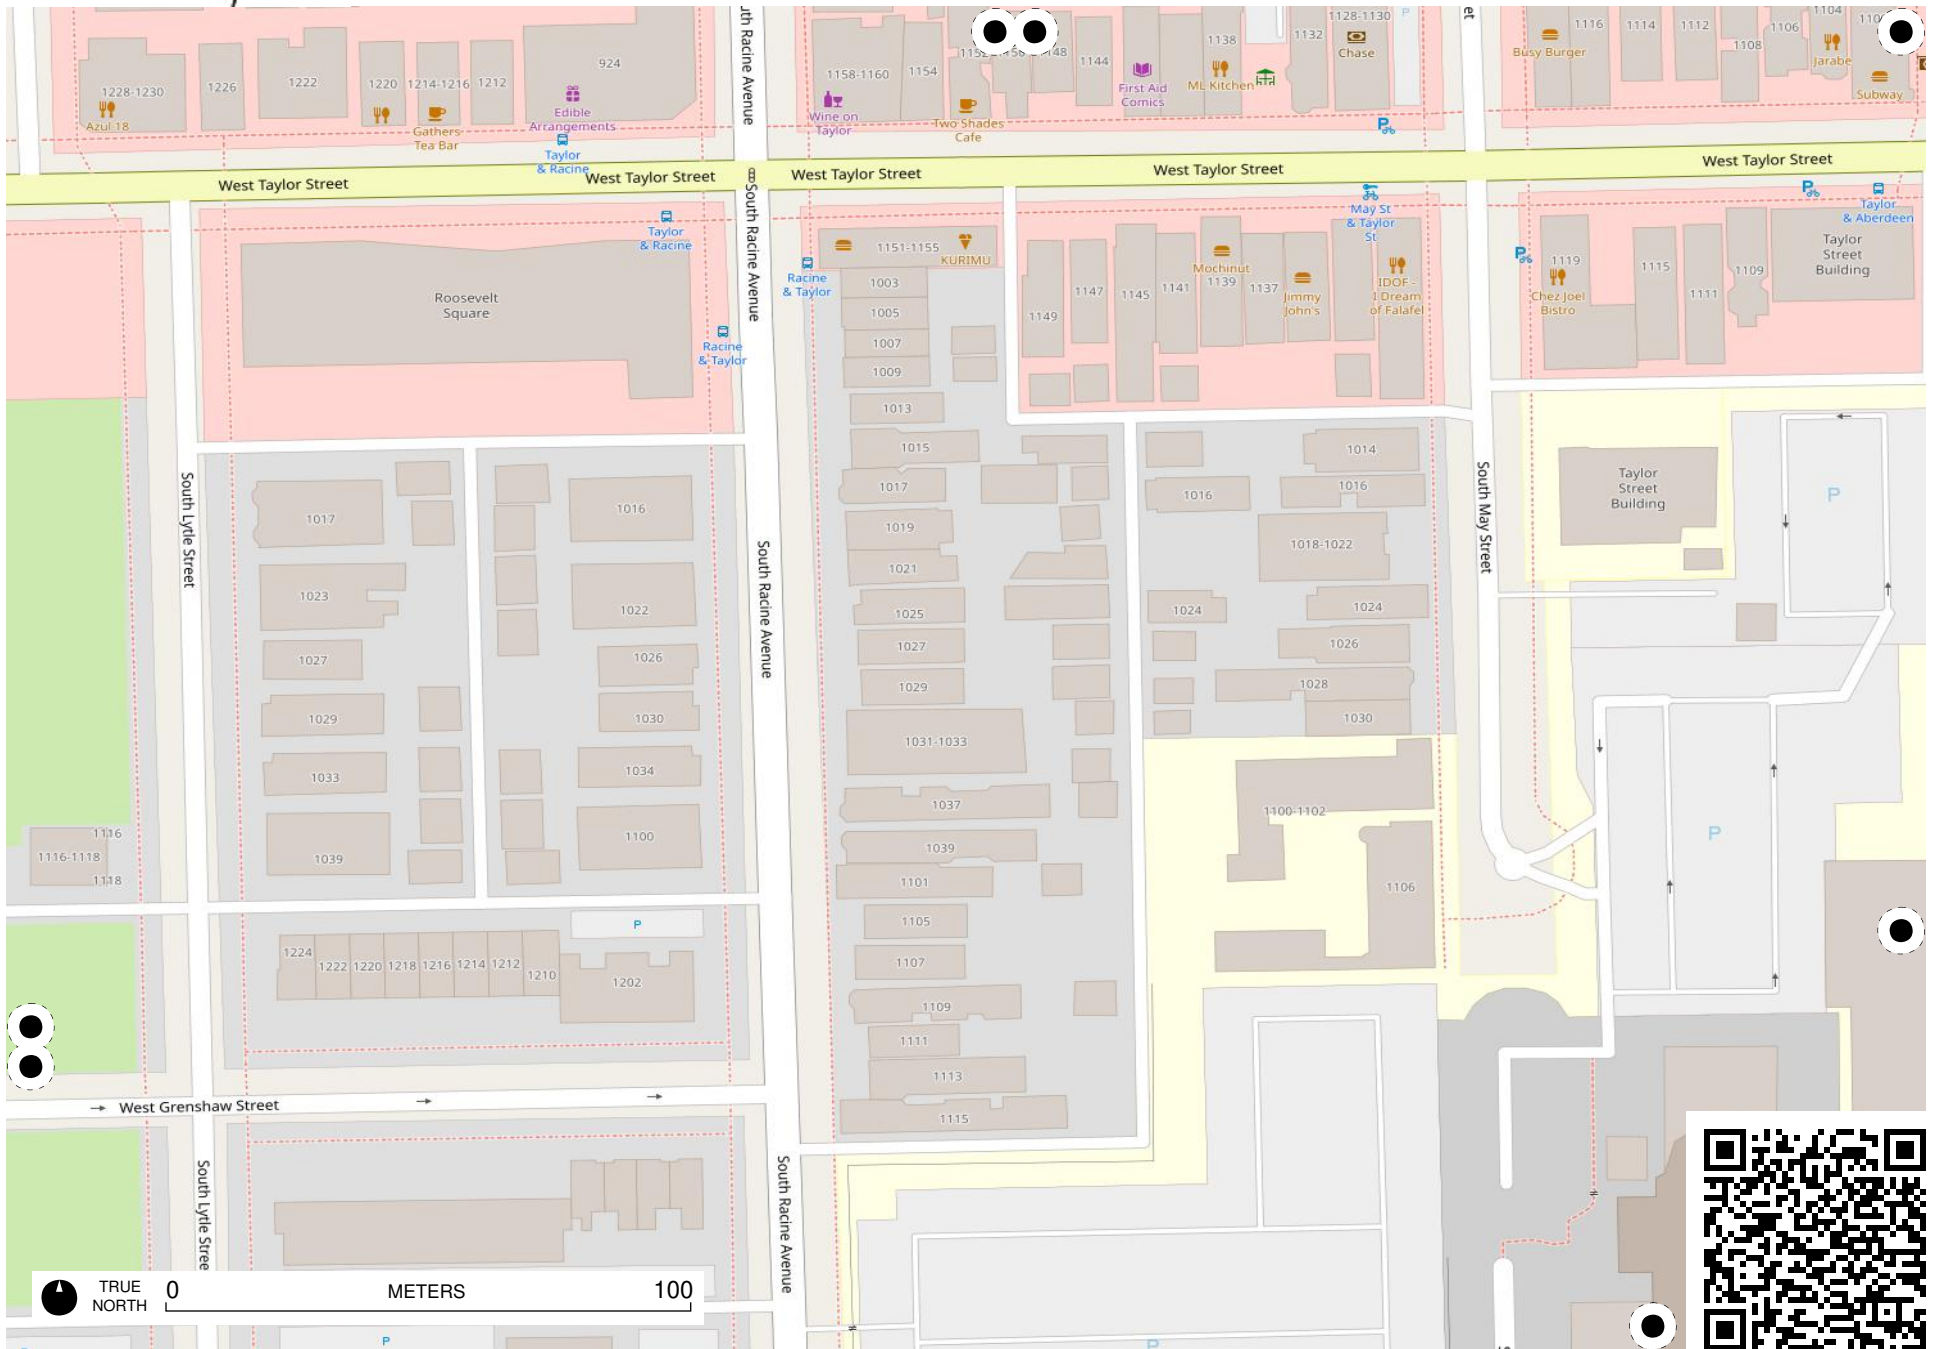 1128-1130
P
1104
1116
1114
1112
1106
1132
1138
1108
Chase
Busy Burger
Jarabe
924
1144
1158-1160
1154
1228-1230
1226
1222
1220
1214-1216
1212
First Aid
Comics
ML Kitchen
Subway
Azul 18
Gathers
Tea Bar
Edible
Arrangements
Wine on
Taylor
Two Shades
Cafe
P
Taylor
& Racine
West Taylor Street
West Taylor Street
West Taylor Street
West Taylor Street
West Taylor Street
South Racine Avenue
P
May St
& Taylor
St
Taylor
& Aberdeen
Taylor
& Racine
1151-1155
KURIMU
Racine
& Taylor
P
Taylor
Street
Building
1119
Chez Joel
Bistro
1115
1111
1109
1149
1147
1145
1141
Mochinut
1139
1137
Jimmy
John's
IDOF -
I Dream
of Falafel
Roosevelt
Square
Racine
& Taylor
1003
1005
1007
1009
1013
1015
1017
1019
1021
1025
1027
1029
1031-1033
1037
1039
1101
1105
1107
1109
1111
1113
1115
1014
1016
1016
1018-1022
1024
1024
1026
1028
1030
1100-1102
1106
South May Street
Taylor
Street
Building
P
P
South Lytle Street
1017
1023
1027
1029
1033
1039
1016
1022
1026
1030
1034
1100
South Racine Avenue
1116
1116-1118
1118
P
1224
1222
1220
1218
1216
1214
1212
1210
1202
West Grenshaw Street
South Racine Avenue
South Lytle Stree
TRUE
NORTH
0
METERS
100
P
P